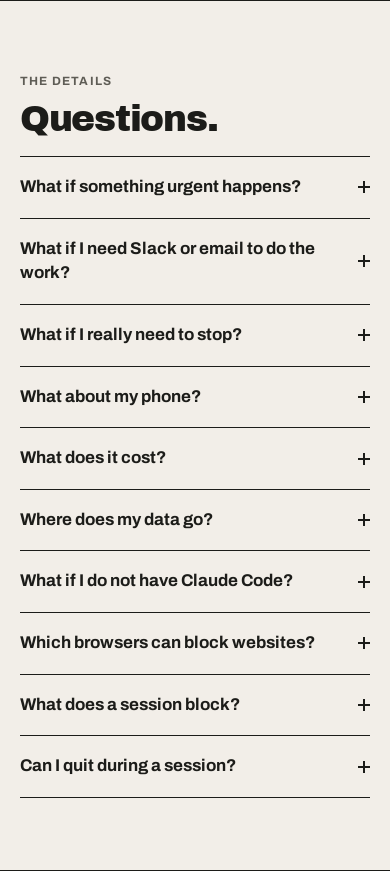 THE DETAILS
Questions.
What if something urgent happens?
What if I need Slack or email to do the
work?
What if I really need to stop?
What about my phone?
What does it cost?
Where does my data go?
What if I do not have Claude Code?
Which browsers can block websites?
What does a session block?
Can I quit during a session?